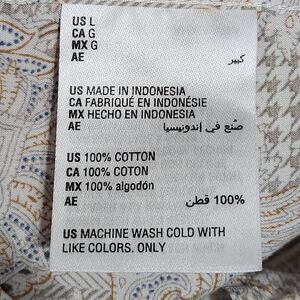 US L
CA G
MX G
AE كبير
US MADE IN INDONESIA
CA FABRIQUÉ EN INDONÉSIE
MX HECHO EN INDONESIA
AE صُنع في إندونيسيا
US 100% COTTON
CA 100% COTON
MX 100% algodón
AE 100% قطن
US MACHINE WASH COLD WITH
LIKE COLORS. ONLY